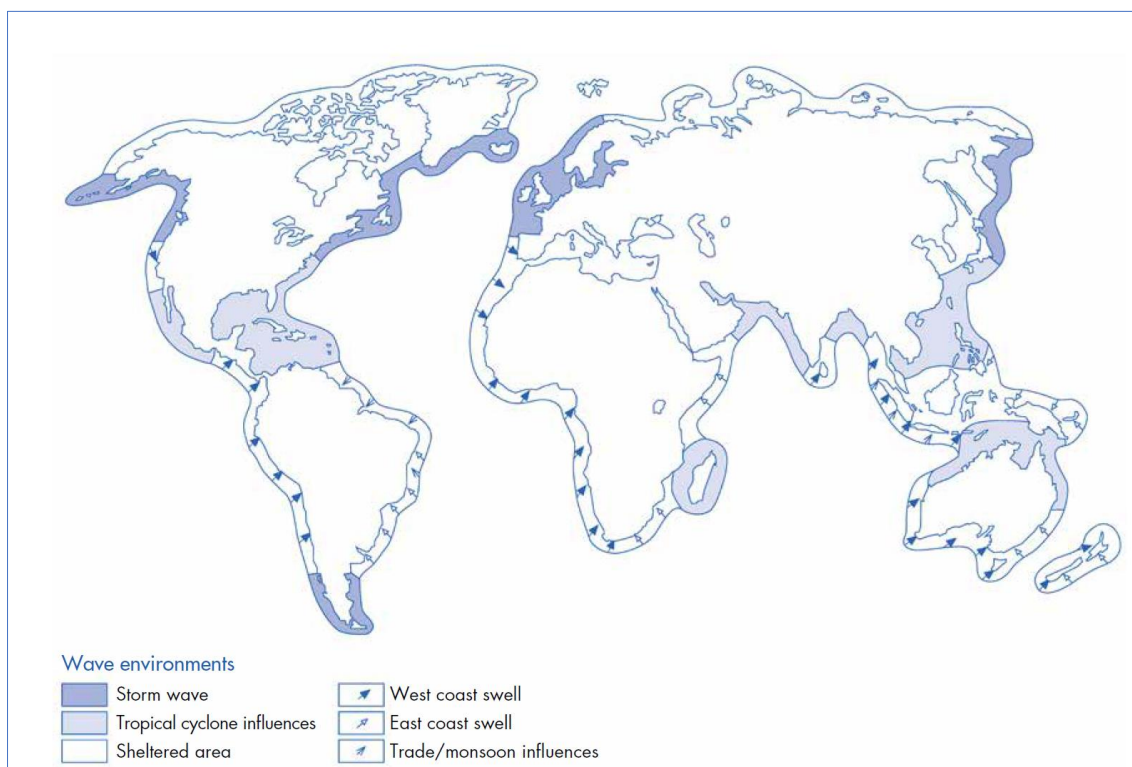 Wave environments
Storm wave
Tropical cyclone influences
Sheltered area
West coast swell
East coast swell
Trade/monsoon influences